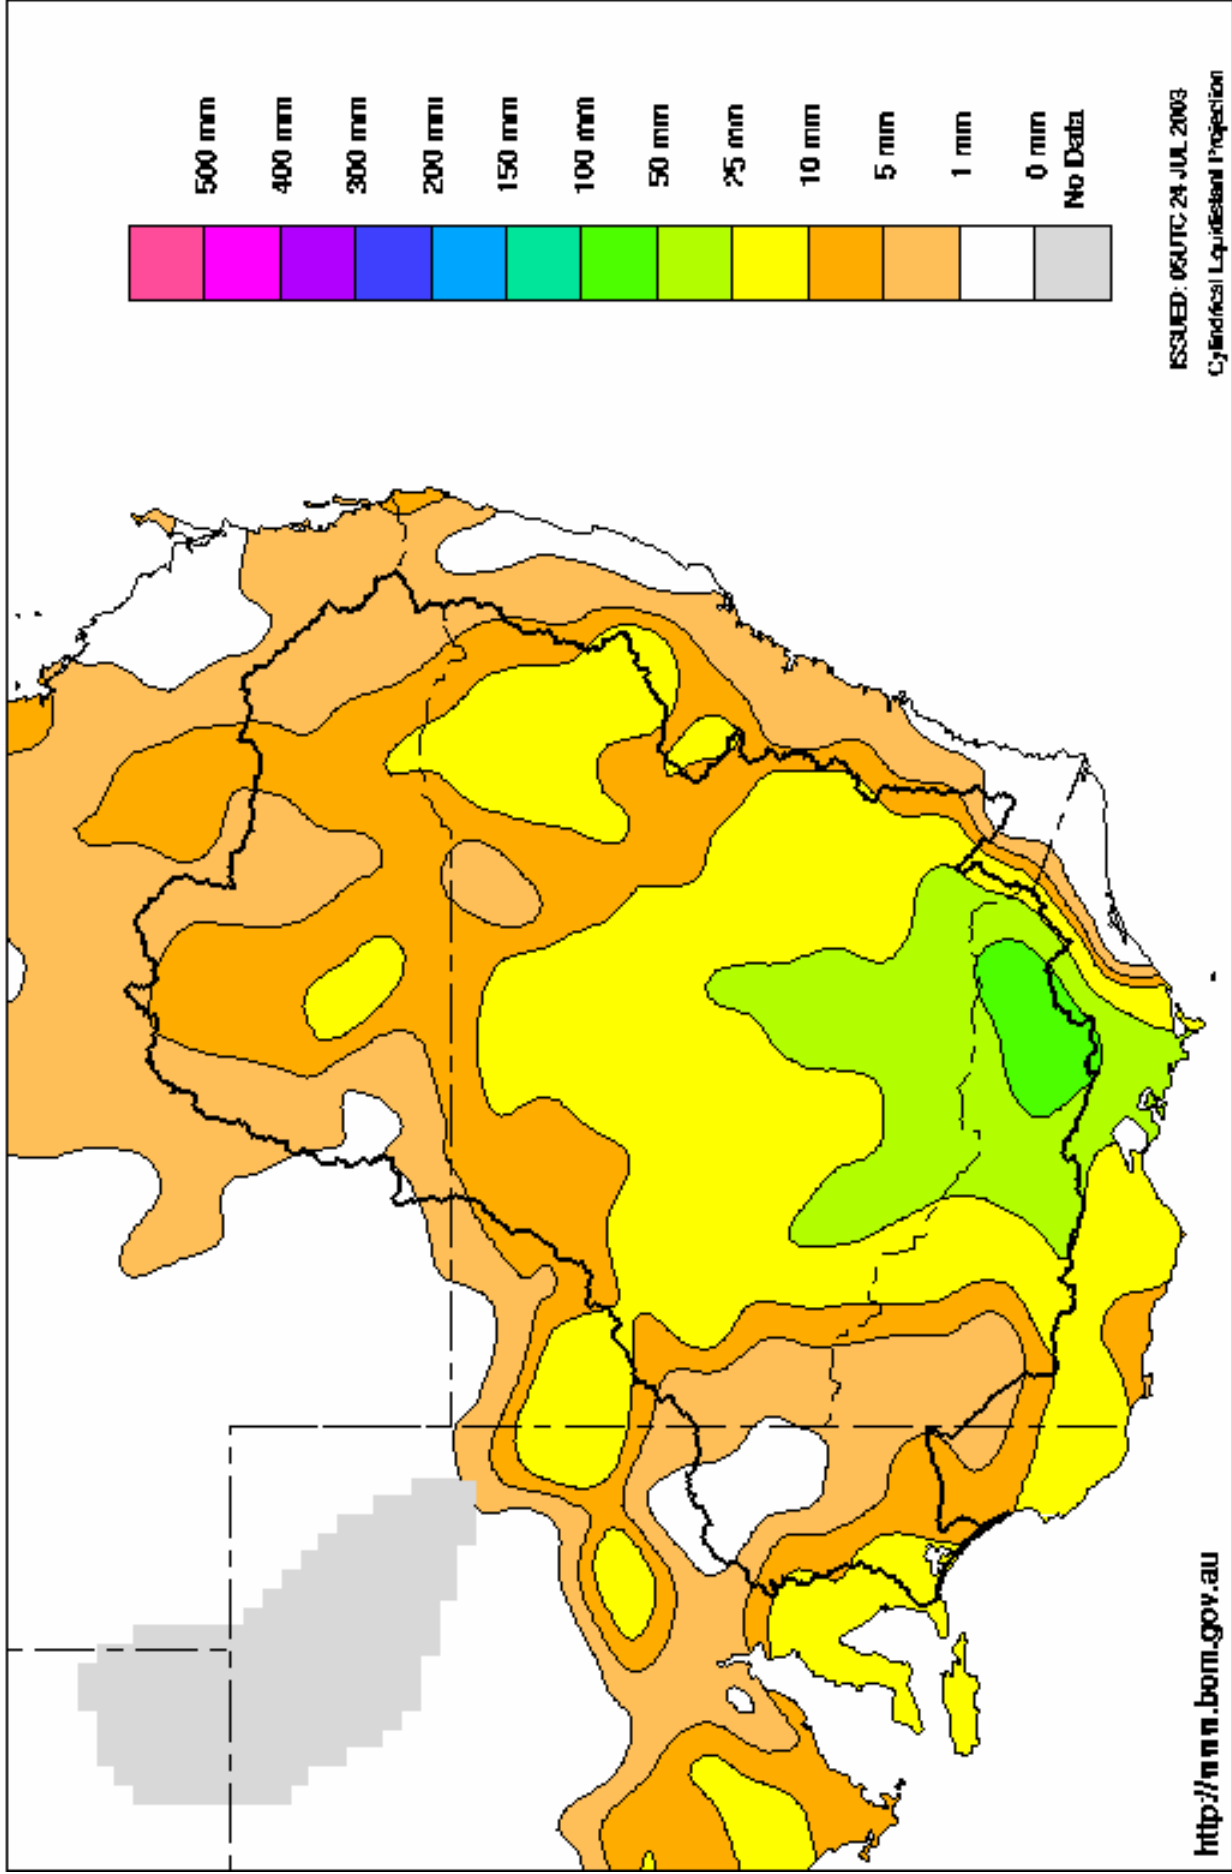 500 mm
400 mm
300 mm
200 mm
150 mm
100 mm
50 mm
25 mm
10 mm
5 mm
1 mm
0 mm
No Data
ISSUED: 05UTC 24 JUL 2003
Cylindrical Equidistant Projection
http://www.bom.gov.au